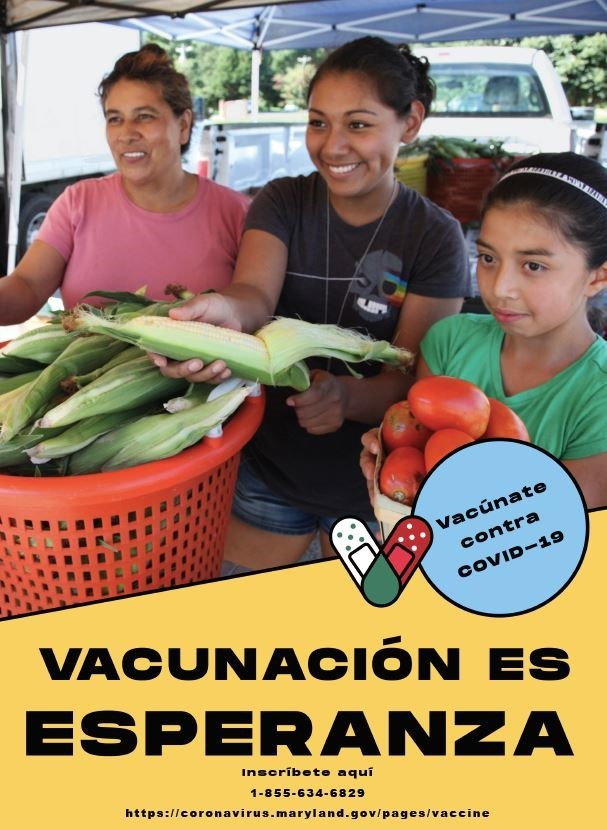 Vacúnate
contra
COVID-19
VACUNACIÓN ES
ESPERANZA
Inscríbete aquí
1-855-634-6829
https://coronavirus.maryland.gov/pages/vaccine